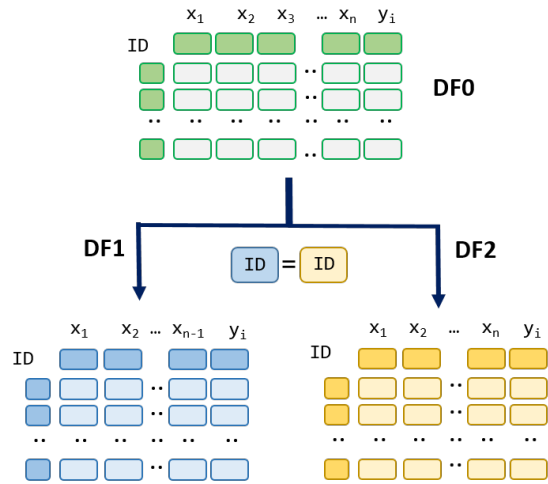 x₁ x₂ x₃ … xₙ yᵢ
ID
..
DF0
..
.. .. .. .. .. ..
..
DF1
DF2
ID = ID
x₁ x₂ … xₙ₋₁ yᵢ
ID
..
..
.. .. .. .. ..
..
x₁ x₂ … xₙ yᵢ
ID
..
..
.. .. .. .. ..
..